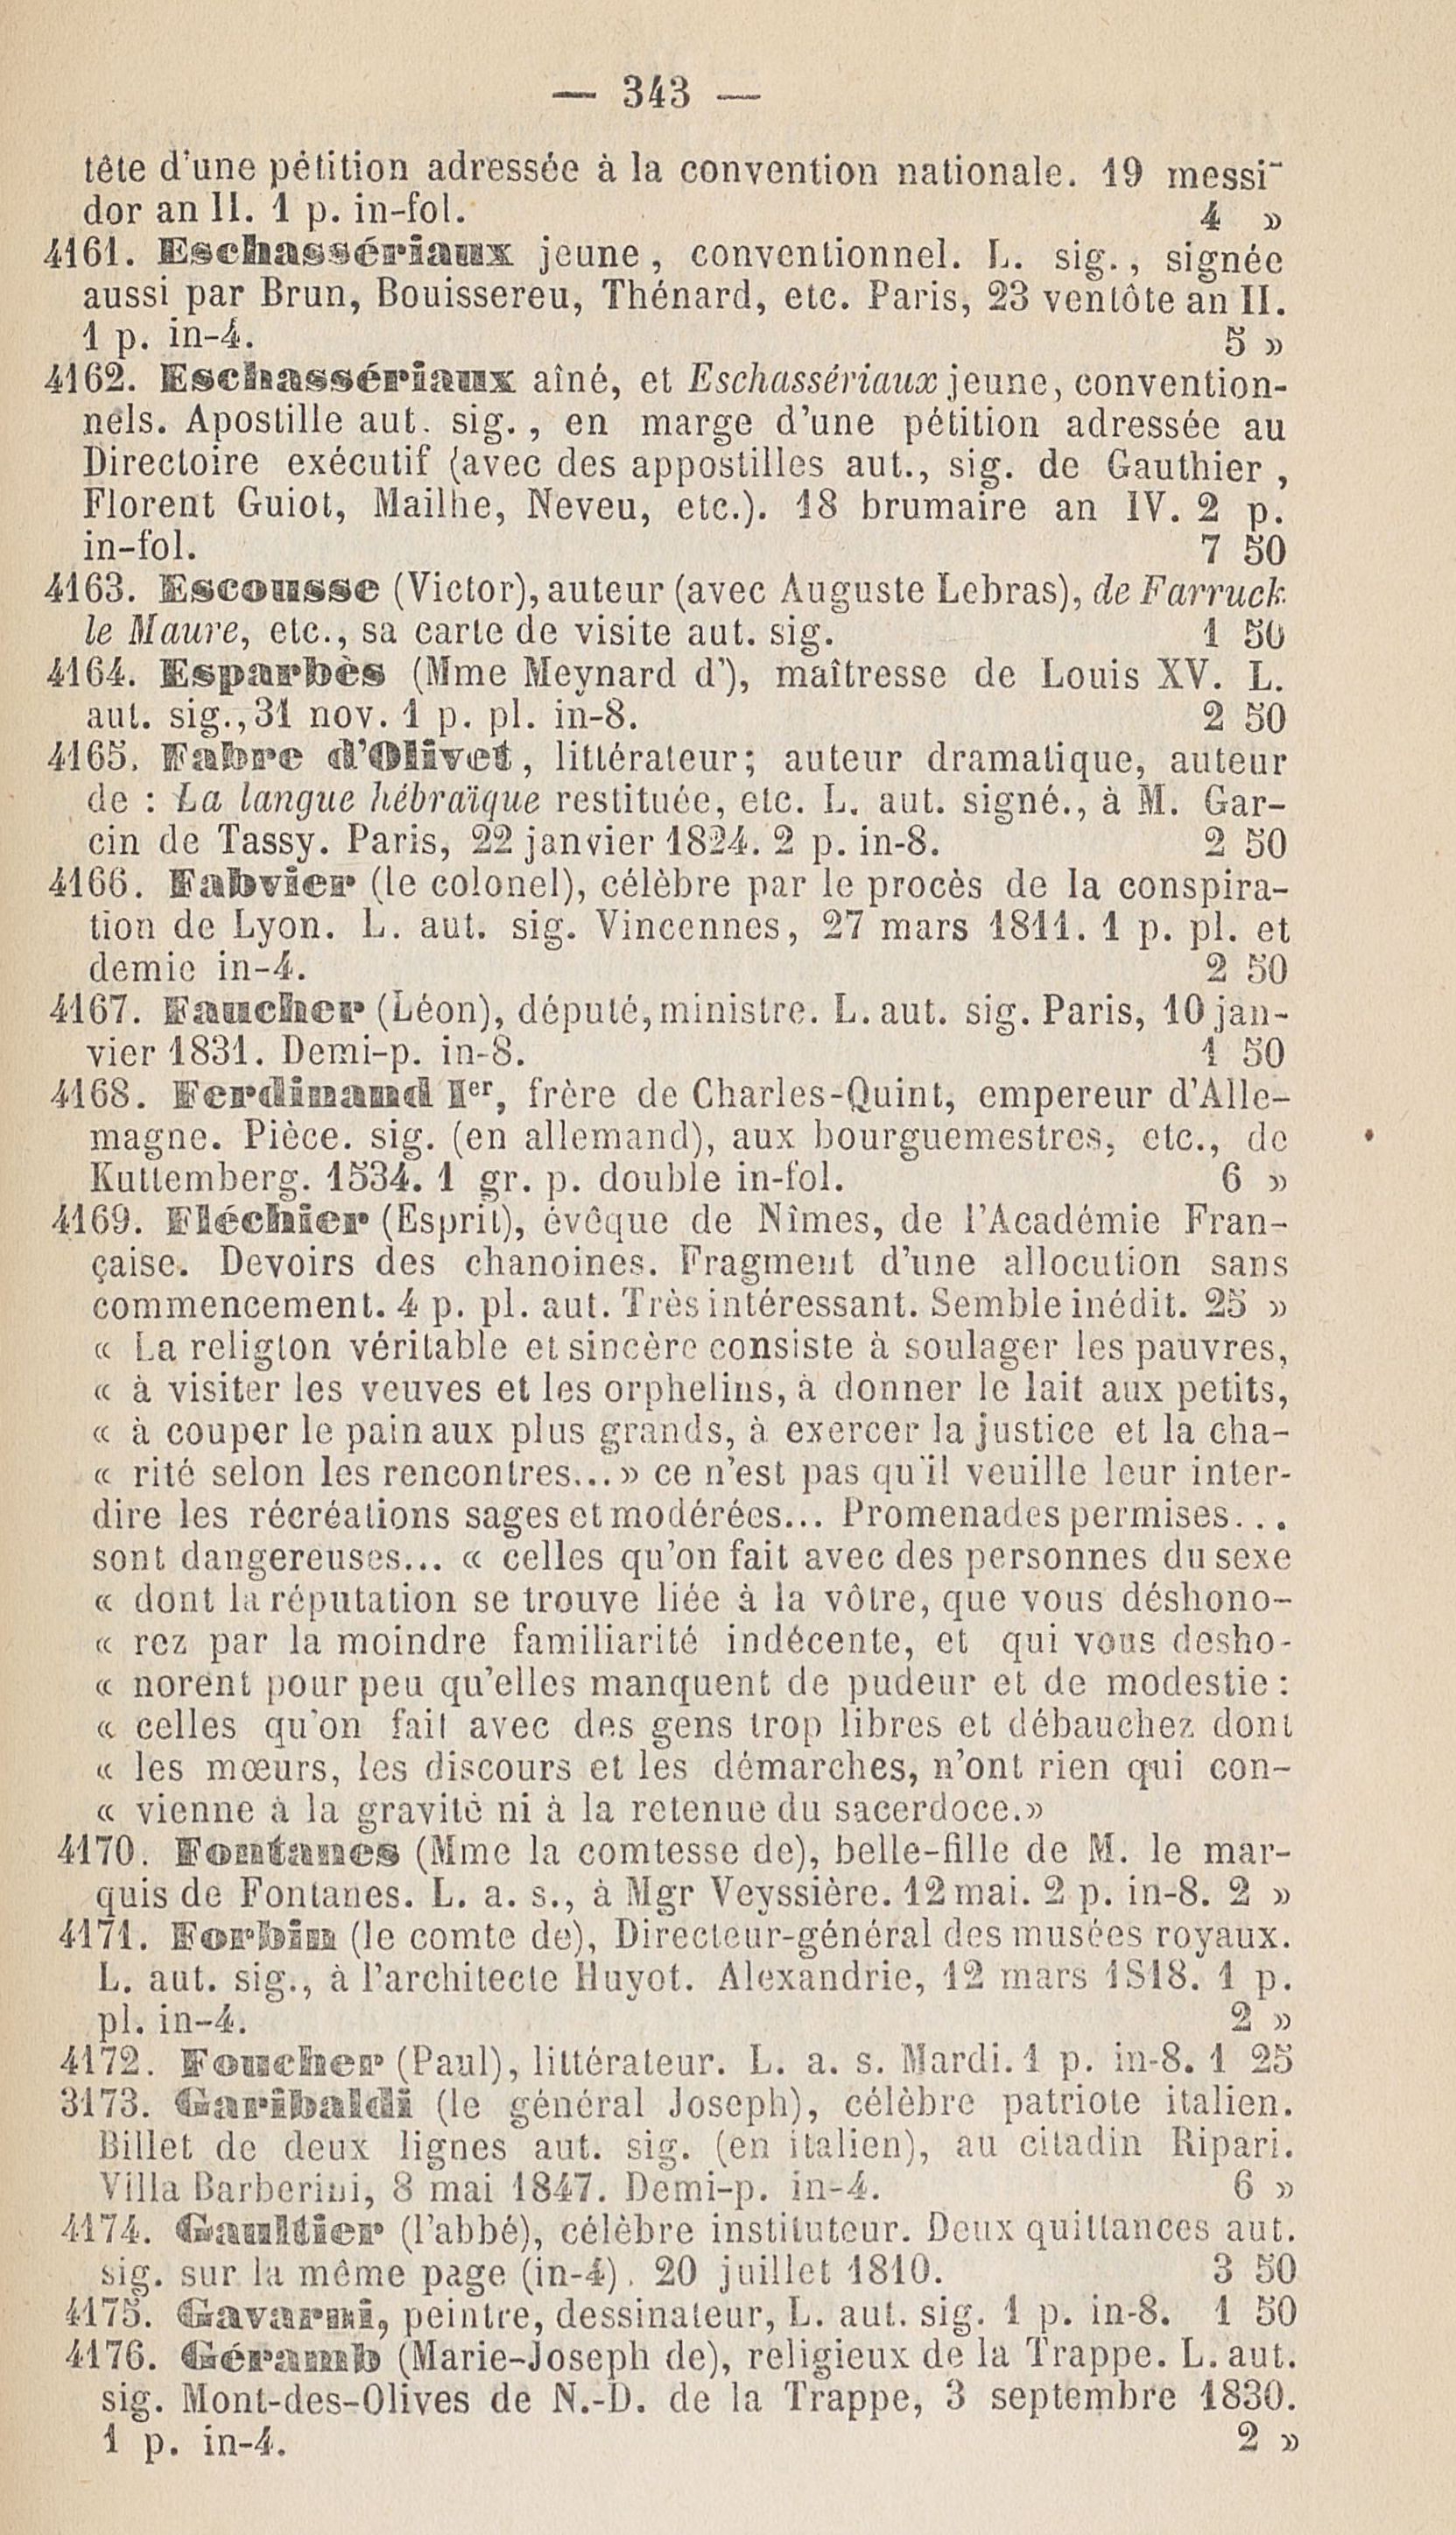 — 343 —
tête d'une pétition adressée à la convention nationale. 19 messi-
dor an II. 1 p. in-fol. 4 »
4161. Eschassériaux jeune, conventionnel. L. sig., signée
aussi par Brun, Bouissereu, Thénard, etc. Paris, 23 ventôte an II.
1 p. in-4. 5 »
4162. Eschassériaux aîné, et Eschassériaux jeune, convention-
nels. Apostille aut. sig., en marge d'une pétition adressée au
Directoire exécutif (avec des appostilles aut., sig. de Gauthier,
Florent Guiot, Mailhe, Neveu, etc.). 18 brumaire an IV. 2 p.
in-fol. 7 50
4163. Escousse (Victor), auteur (avec Auguste Lebras), de Farruck
le Maure, etc., sa carte de visite aut. sig. 1 50
4164. Esparbès (Mme Meynard d'), maîtresse de Louis XV. L.
aut. sig., 31 nov. 1 p. pl. in-8. 2 50
4165. Fabre d'Olivet, littérateur; auteur dramatique, auteur
de : La langue hébraïque restituée, etc. L. aut. signé., à M. Gar-
cin de Tassy. Paris, 22 janvier 1824. 2 p. in-8. 2 50
4166. Fabvier (le colonel), célèbre par le procès de la conspira-
tion de Lyon. L. aut. sig. Vincennes, 27 mars 1811. 1 p. pl. et
demie in-4. 2 50
4167. Faucher (Léon), député, ministre. L. aut. sig. Paris, 10 jan-
vier 1831. Demi-p. in-8. 1 50
4168. Ferdinand Ier, frère de Charles-Quint, empereur d'Alle-
magne. Pièce. sig. (en allemand), aux bourguemestres, etc., de
Kuttemberg. 1534. 1 gr. p. double in-fol. 6 »
4169. Fléchier (Esprit), évêque de Nîmes, de l'Académie Fran-
çaise. Devoirs des chanoines. Fragment d'une allocution sans
commencement. 4 p. pl. aut. Très intéressant. Semble inédit. 25 »
« La religion véritable et sincère consiste à soulager les pauvres,
« à visiter les veuves et les orphelins, à donner le lait aux petits,
« à couper le pain aux plus grands, à exercer la justice et la cha-
« rité selon les rencontres...» ce n'est pas qu'il veuille leur inter-
dire les récréations sages et modérées... Promenades permises...
sont dangereuses... « celles qu'on fait avec des personnes du sexe
« dont la réputation se trouve liée à la vôtre, que vous déshono-
« rez par la moindre familiarité indécente, et qui vous desho-
« norent pour peu qu'elles manquent de pudeur et de modestie :
« celles qu'on fait avec des gens trop libres et débauchez dont
« les mœurs, les discours et les démarches, n'ont rien qui con-
« vienne à la gravité ni à la retenue du sacerdoce.»
4170. Fontanes (Mme la comtesse de), belle-fille de M. le mar-
quis de Fontanes. L. a. s., à Mgr Veyssière. 12 mai. 2 p. in-8. 2 »
4171. Forbin (le comte de), Directeur-général des musées royaux.
L. aut. sig., à l'architecte Huyot. Alexandrie, 12 mars 1818. 1 p.
pl. in-4. 2 »
4172. Foucher (Paul), littérateur. L. a. s. Mardi. 1 p. in-8. 1 25
3173. Garibaldi (le général Joseph), célèbre patriote italien.
Billet de deux lignes aut. sig. (en italien), au citadin Ripari.
Villa Barberini, 8 mai 1847. Demi-p. in-4. 6 »
4174. Gaultier (l'abbé), célèbre instituteur. Deux quittances aut.
sig. sur la même page (in-4). 20 juillet 1810. 3 50
4175. Gavarni, peintre, dessinateur, L. aut. sig. 1 p. in-8. 1 50
4176. Géramb (Marie-Joseph de), religieux de la Trappe. L. aut.
sig. Mont-des-Olives de N.-D. de la Trappe, 3 septembre 1830.
1 p. in-4. 2 »